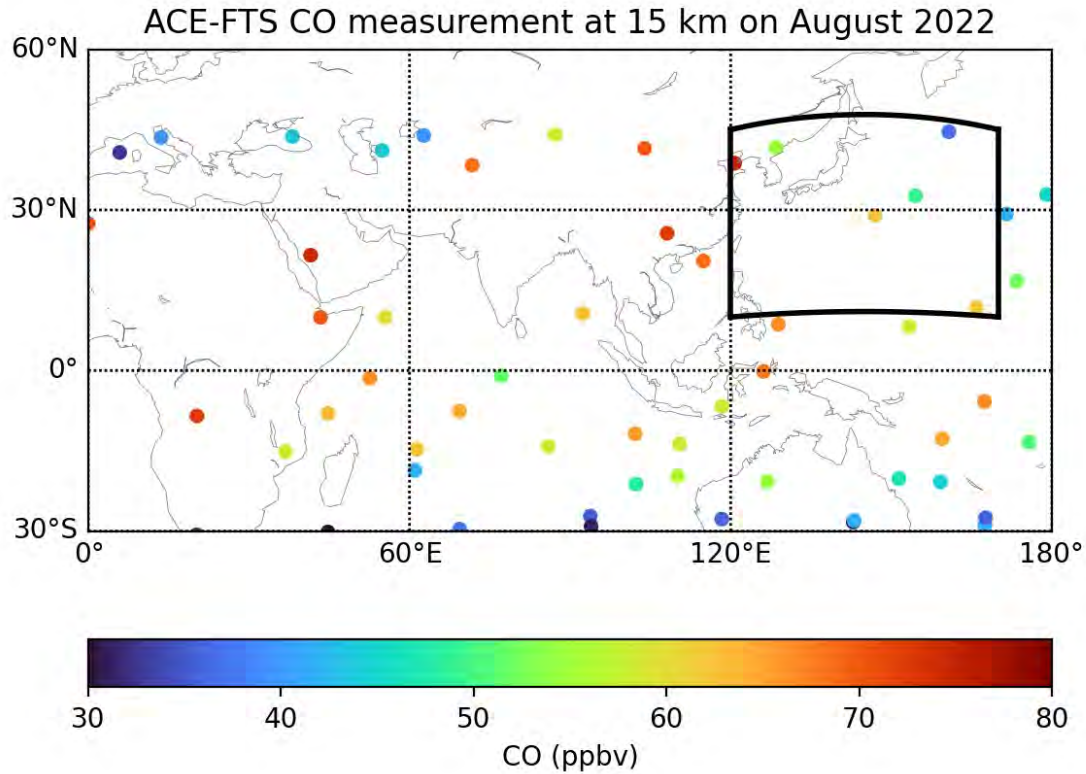 ACE-FTS CO measurement at 15 km on August 2022
60°N
30°N
0°
30°S
0°
60°E
120°E
180°
30
40
50
60
70
80
CO (ppbv)